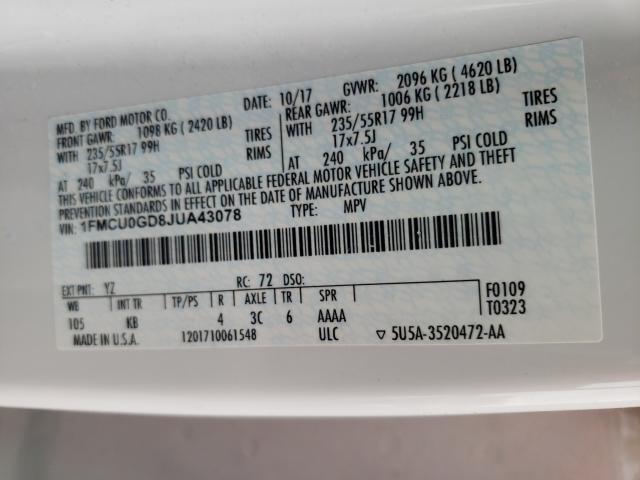 MFD. BY FORD MOTOR CO.
DATE: 10/17 GVWR: 2096 KG ( 4620 LB)
FRONT GAWR: 1098 KG ( 2420 LB) REAR GAWR: 1006 KG ( 2218 LB)
WITH 235/55R17 99H TIRES WITH 235/55R17 99H TIRES
17x7.5J RIMS 17x7.5J RIMS
AT 240 kPa/ 35 PSI COLD AT 240 kPa/ 35 PSI COLD
THIS VEHICLE CONFORMS TO ALL APPLICABLE FEDERAL MOTOR VEHICLE SAFETY AND THEFT
PREVENTION STANDARDS IN EFFECT ON THE DATE OF MANUFACTURE SHOWN ABOVE.
VIN: 1FMCU0GD8JUA43078 TYPE: MPV
EXT PNT: YZ RC: 72 DSO:
WB INT TR TP/PS R AXLE TR SPR F0109
105 KB 4 3C 6 AAAA T0323
MADE IN U.S.A. 1201710061548 ULC ▽ 5U5A-3520472-AA